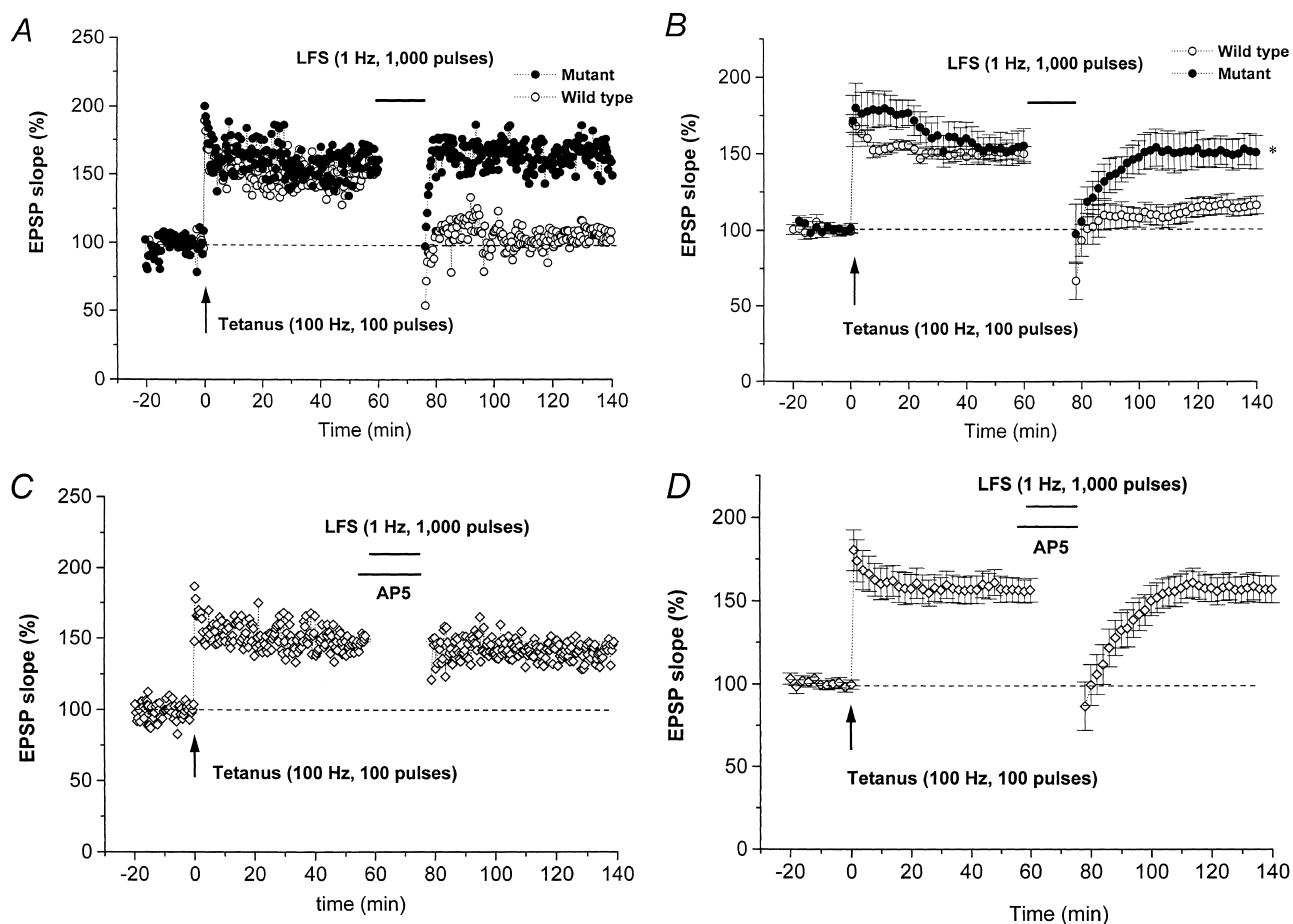 A
250
200
150
100
50
0
EPSP slope (%)
LFS (1 Hz, 1,000 pulses)
Mutant
Wild type
Tetanus (100 Hz, 100 pulses)
-20 0 20 40 60 80 100 120 140
Time (min)
B
200
150
100
50
0
EPSP slope (%)
LFS (1 Hz, 1,000 pulses)
Wild type
Mutant
*
Tetanus (100 Hz, 100 pulses)
-20 0 20 40 60 80 100 120 140
Time (min)
C
250
200
150
100
50
0
EPSP slope (%)
LFS (1 Hz, 1,000 pulses)
AP5
Tetanus (100 Hz, 100 pulses)
-20 0 20 40 60 80 100 120 140
time (min)
D
200
150
100
50
0
EPSP slope (%)
LFS (1 Hz, 1,000 pulses)
AP5
Tetanus (100 Hz, 100 pulses)
-20 0 20 40 60 80 100 120 140
Time (min)